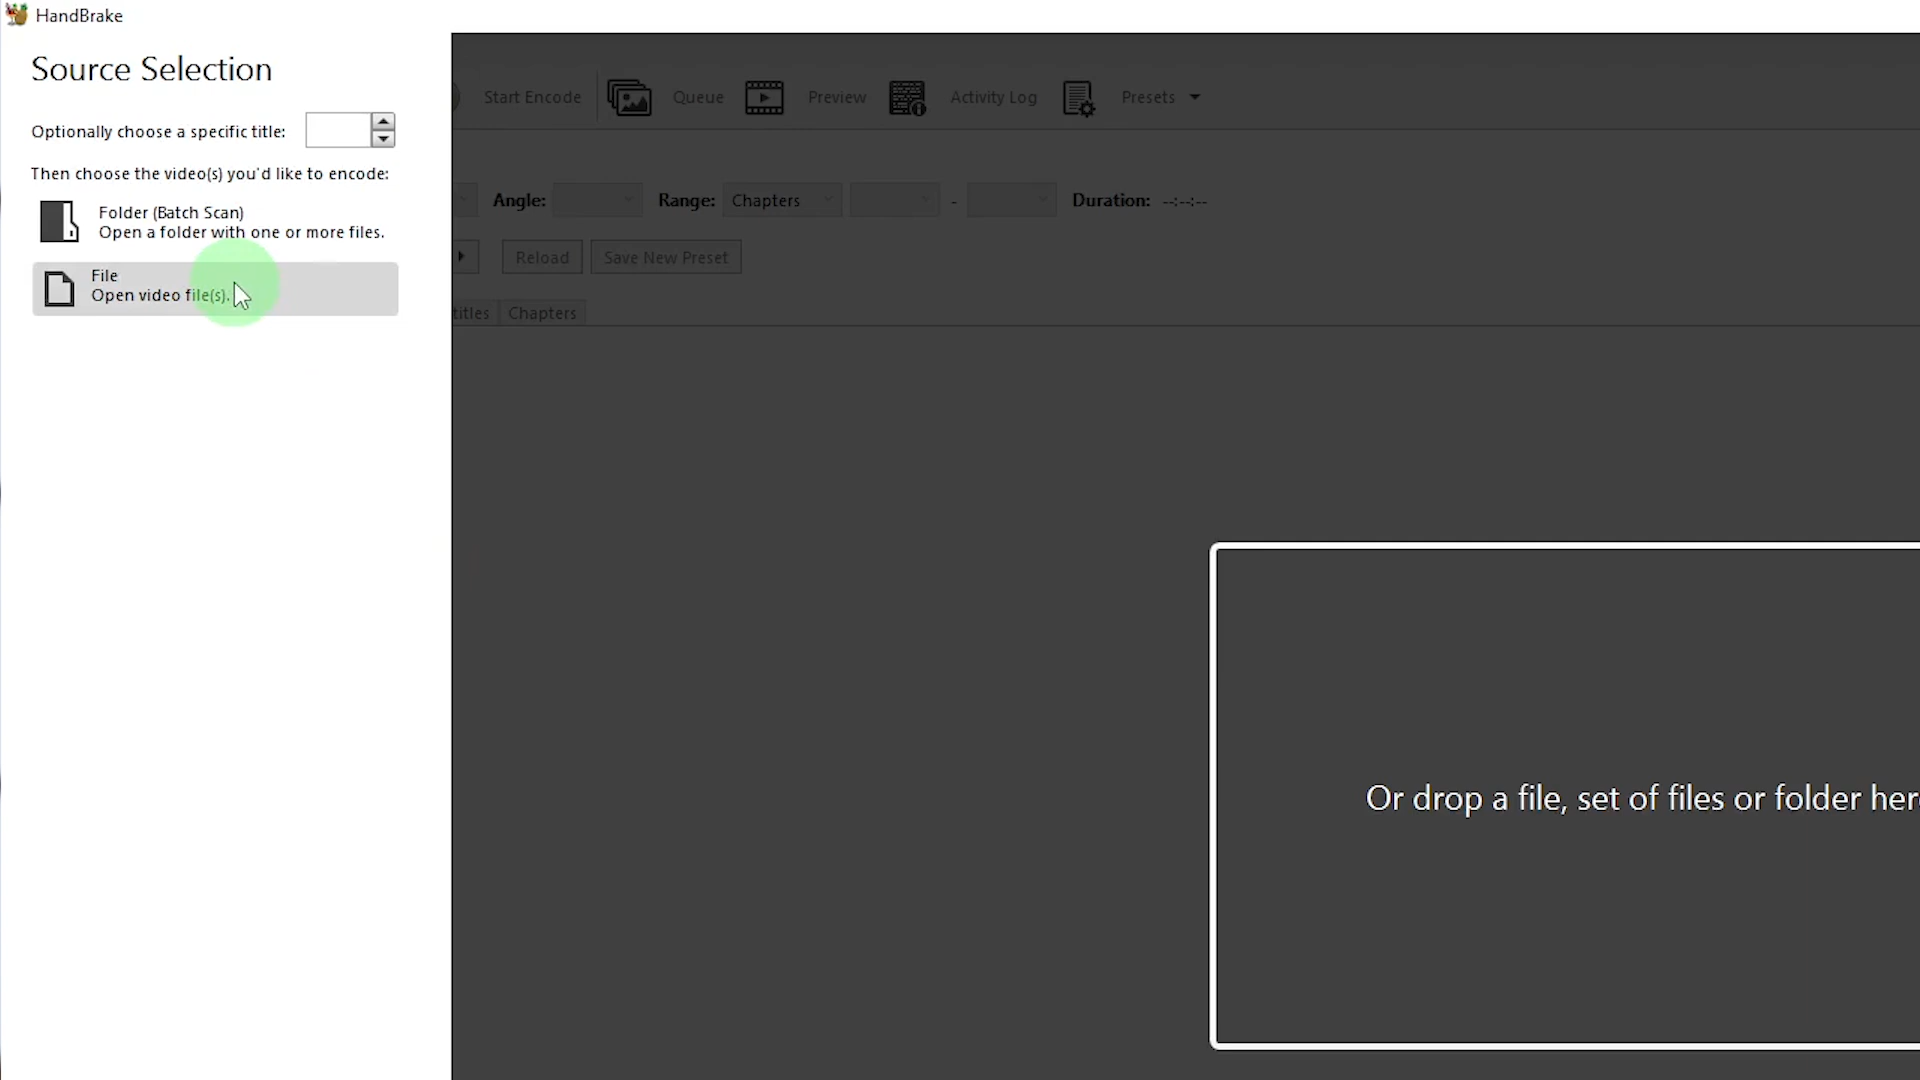 HandBrake
Source Selection
Optionally choose a specific title:
Then choose the video(s) you'd like to encode:
Folder (Batch Scan)
Open a folder with one or more files.
File
Open video file(s).
Start Encode Queue Preview Activity Log Presets
Angle: Range: Chapters - Duration: --:--:--
Reload Save New Preset
titles Chapters
Or drop a file, set of files or folder here